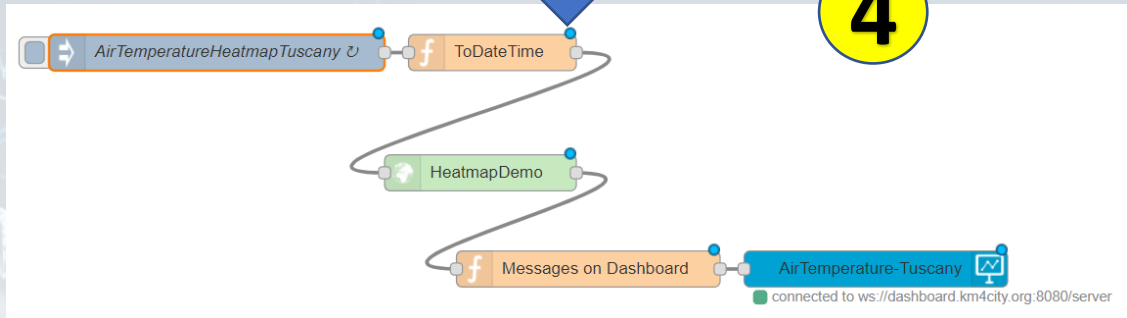 4
AirTemperatureHeatmapTuscany ↻
ToDateTime
HeatmapDemo
Messages on Dashboard
AirTemperature-Tuscany
connected to ws://dashboard.km4city.org:8080/server